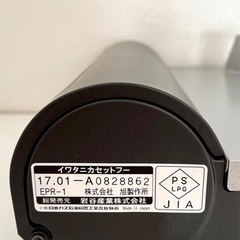 イワタニカセットフー
17.01-A0828862
EPR-1 株式会社 旭製作所
総発売元 岩谷産業株式会社
Made in Japan
PS
LPG
JIA